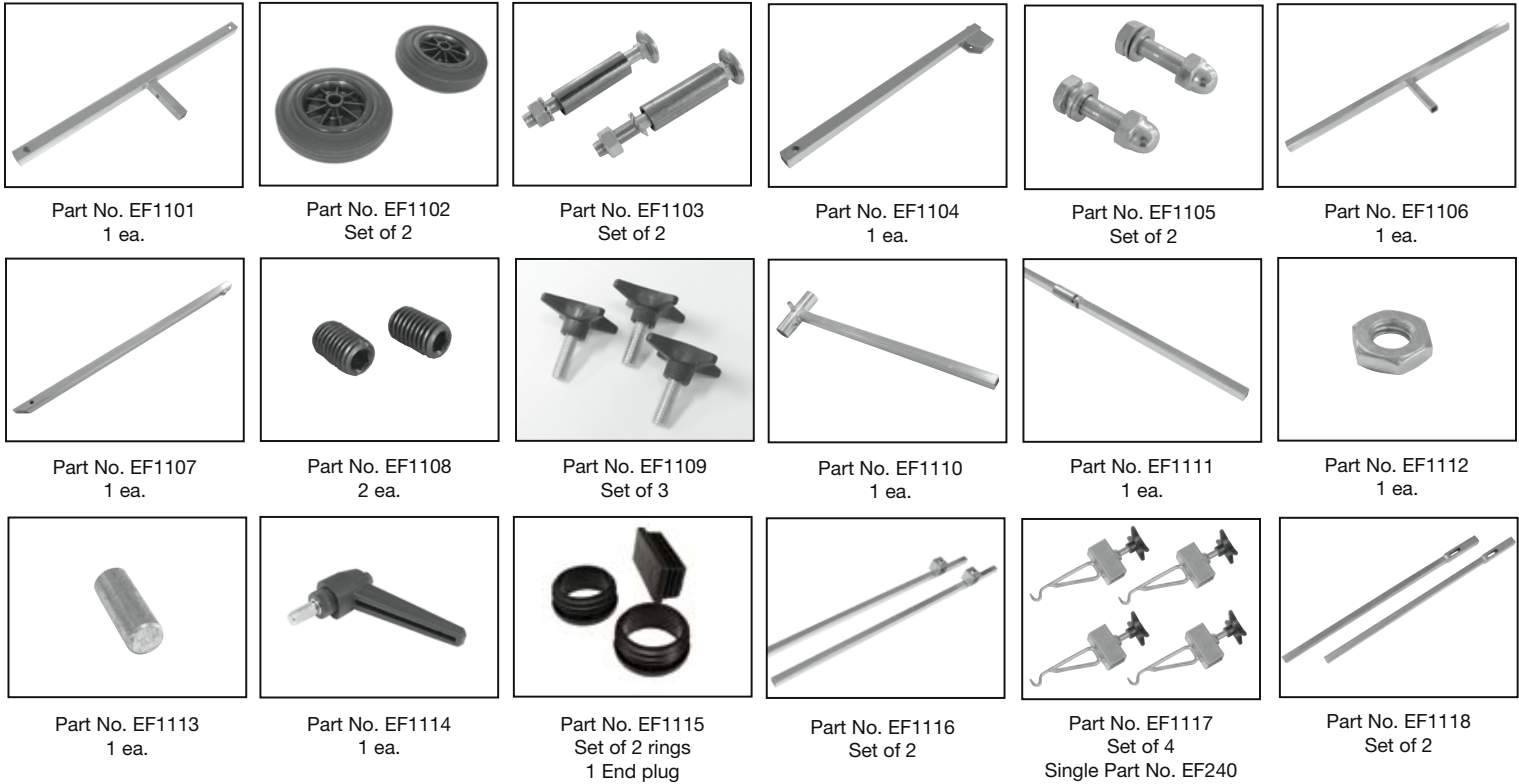 Part No. EF1101
1 ea.
Part No. EF1102
Set of 2
Part No. EF1103
Set of 2
Part No. EF1104
1 ea.
Part No. EF1105
Set of 2
Part No. EF1106
1 ea.
Part No. EF1107
1 ea.
Part No. EF1108
2 ea.
Part No. EF1109
Set of 3
Part No. EF1110
1 ea.
Part No. EF1111
1 ea.
Part No. EF1112
1 ea.
Part No. EF1113
1 ea.
Part No. EF1114
1 ea.
Part No. EF1115
Set of 2 rings
1 End plug
Part No. EF1116
Set of 2
Part No. EF1117
Set of 4
Single Part No. EF240
Part No. EF1118
Set of 2